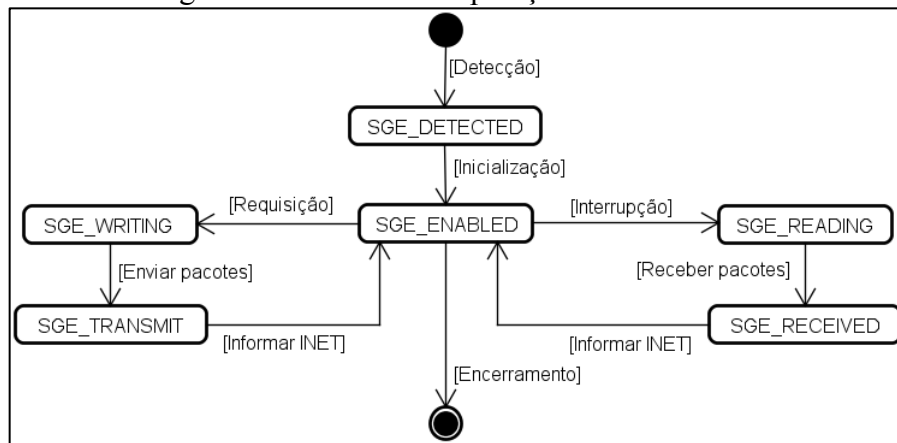 [Detecção]
SGE_DETECTED
[Inicialização]
[Requisição]
[Interrupção]
SGE_WRITING
SGE_ENABLED
SGE_READING
[Enviar pacotes]
[Receber pacotes]
SGE_TRANSMIT
SGE_RECEIVED
[Informar INET]
[Informar INET]
[Encerramento]